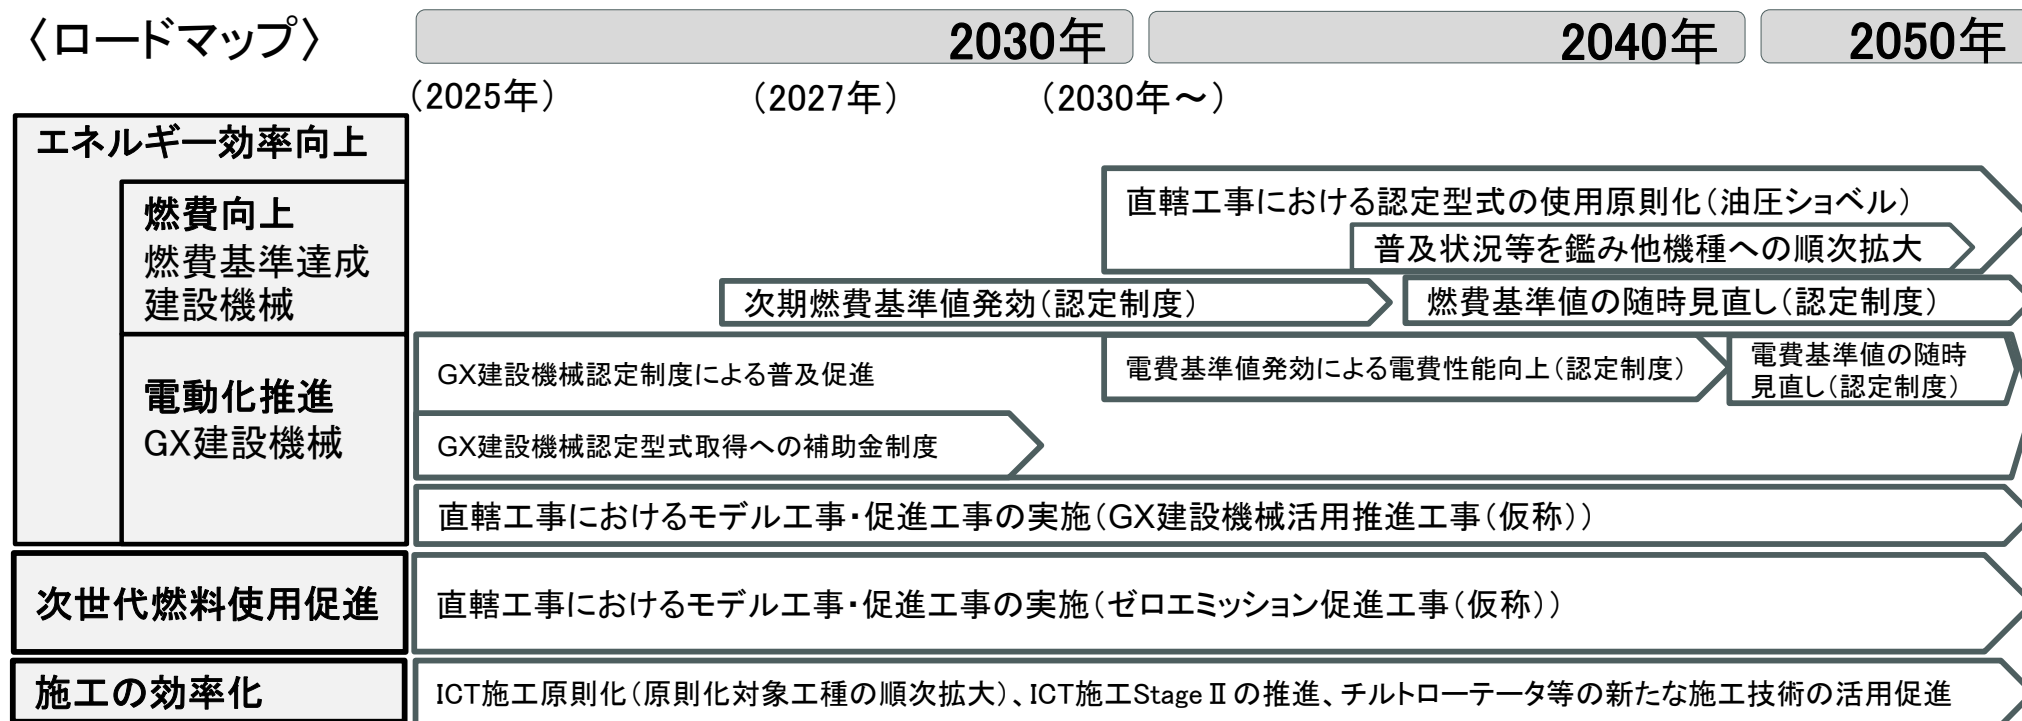 〈ロードマップ〉
2030年
2040年
2050年
（2025年）
（2027年）
（2030年～）
エネルギー効率向上
燃費向上
燃費基準達成
建設機械
直轄工事における認定型式の使用原則化（油圧ショベル）
普及状況等を鑑み他機種への順次拡大
次期燃費基準値発効（認定制度）
燃費基準値の随時見直し（認定制度）
電動化推進
GX建設機械
GX建設機械認定制度による普及促進
電費基準値発効による電費性能向上（認定制度）
電費基準値の随時
見直し（認定制度）
GX建設機械認定型式取得への補助金制度
直轄工事におけるモデル工事・促進工事の実施（GX建設機械活用推進工事（仮称））
次世代燃料使用促進
直轄工事におけるモデル工事・促進工事の実施（ゼロエミッション促進工事（仮称））
施工の効率化
ICT施工原則化（原則化対象工種の順次拡大）、ICT施工StageⅡの推進、チルトローテータ等の新たな施工技術の活用促進